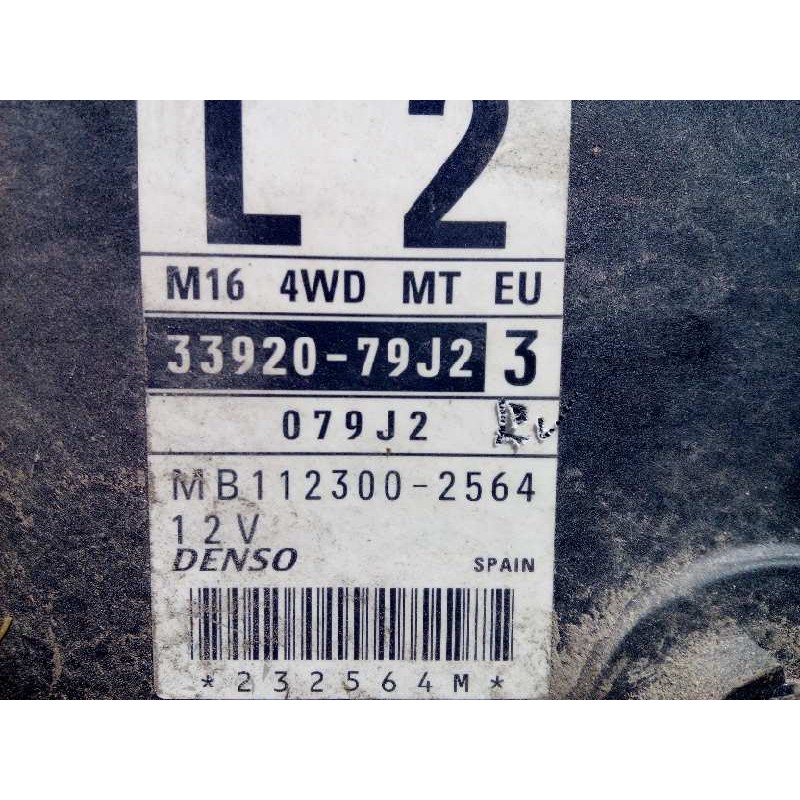 L2
M16 4WD MT EU
33920-79J2 3
079J2
MB112300-2564
12V
DENSO SPAIN
*232564M*